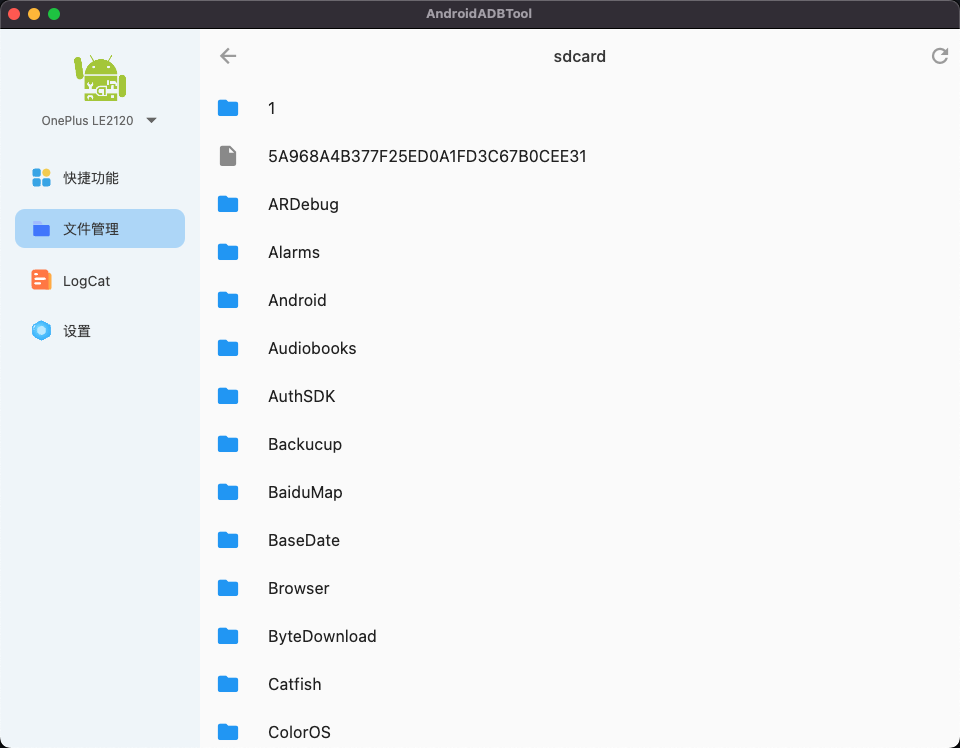 AndroidADBTool
OnePlus LE2120
快捷功能
文件管理
LogCat
设置
sdcard
1
5A968A4B377F25ED0A1FD3C67B0CEE31
ARDebug
Alarms
Android
Audiobooks
AuthSDK
Backucup
BaiduMap
BaseDate
Browser
ByteDownload
Catfish
ColorOS